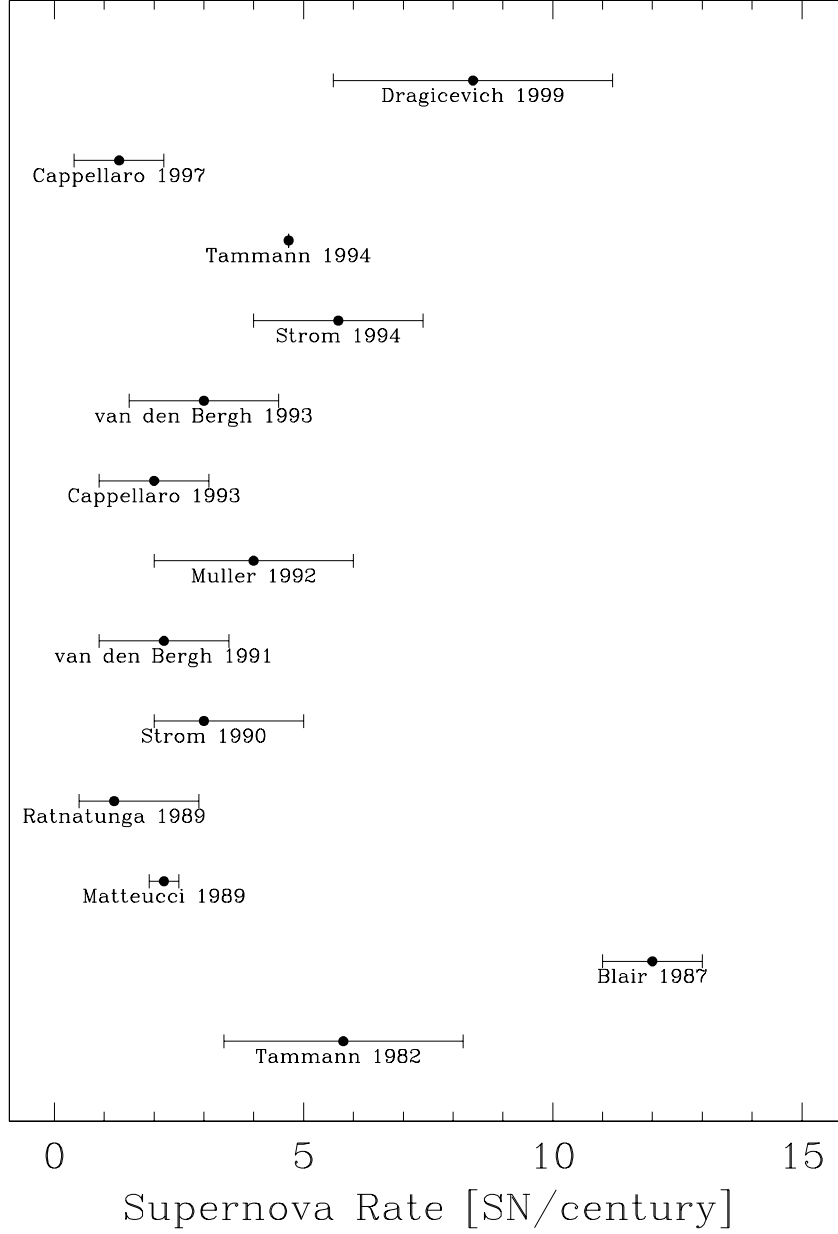 Dragicevich 1999
Cappellaro 1997
Tammann 1994
Strom 1994
van den Bergh 1993
Cappellaro 1993
Muller 1992
van den Bergh 1991
Strom 1990
Ratnatunga 1989
Matteucci 1989
Blair 1987
Tammann 1982
0 5 10 15
Supernova Rate [SN/century]